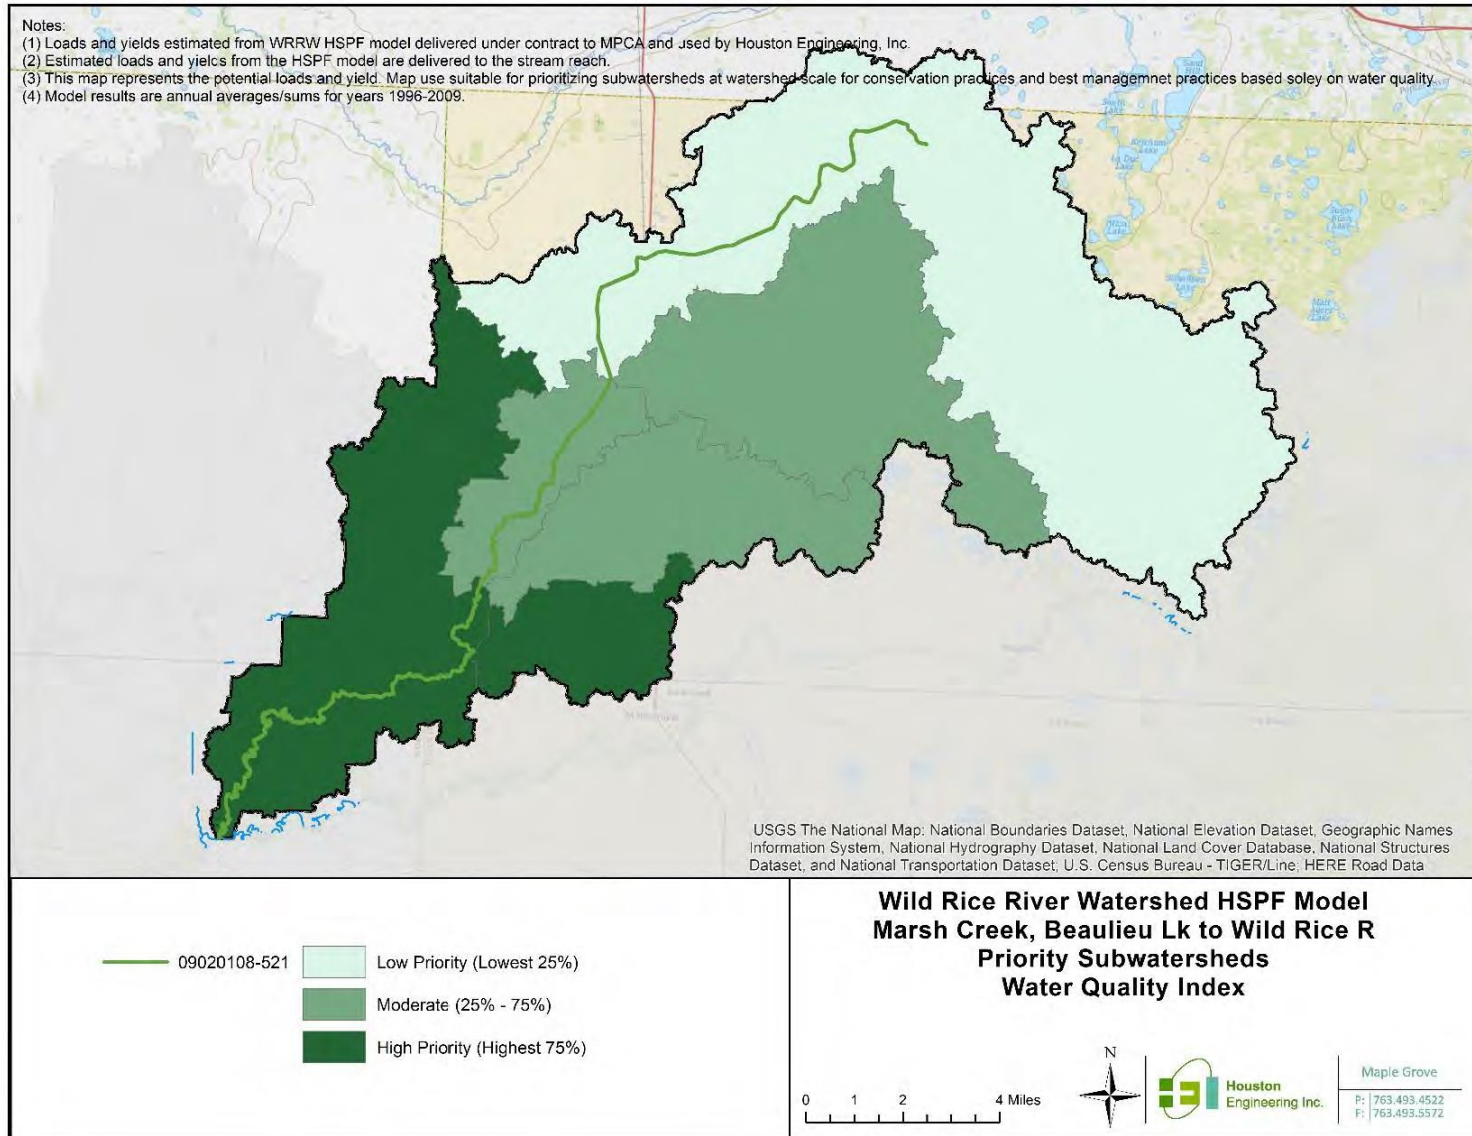 Notes:
(1) Loads and yields estimated from WRRW HSPF model delivered under contract to MPCA and used by Houston Engineering, Inc.
(2) Estimated loads and yields from the HSPF model are delivered to the stream reach.
(3) This map represents the potential loads and yield. Map use suitable for prioritizing subwatersheds at watershed scale for conservation practices and best managemnet practices based soley on water quality
(4) Model results are annual averages/sums for years 1996-2009.
USGS The National Map: National Boundaries Dataset, National Elevation Dataset, Geographic Names
Information System, National Hydrography Dataset, National Land Cover Database, National Structures
Dataset, and National Transportation Dataset; U.S. Census Bureau - TIGER/Line; HERE Road Data
09020108-521
Low Priority (Lowest 25%)
Moderate (25% - 75%)
High Priority (Highest 75%)
Wild Rice River Watershed HSPF Model
Marsh Creek, Beaulieu Lk to Wild Rice R
Priority Subwatersheds
Water Quality Index
0 1 2 4 Miles
N
Houston
Engineering Inc.
Maple Grove
P: 763.493.4522
F: 763.493.5572